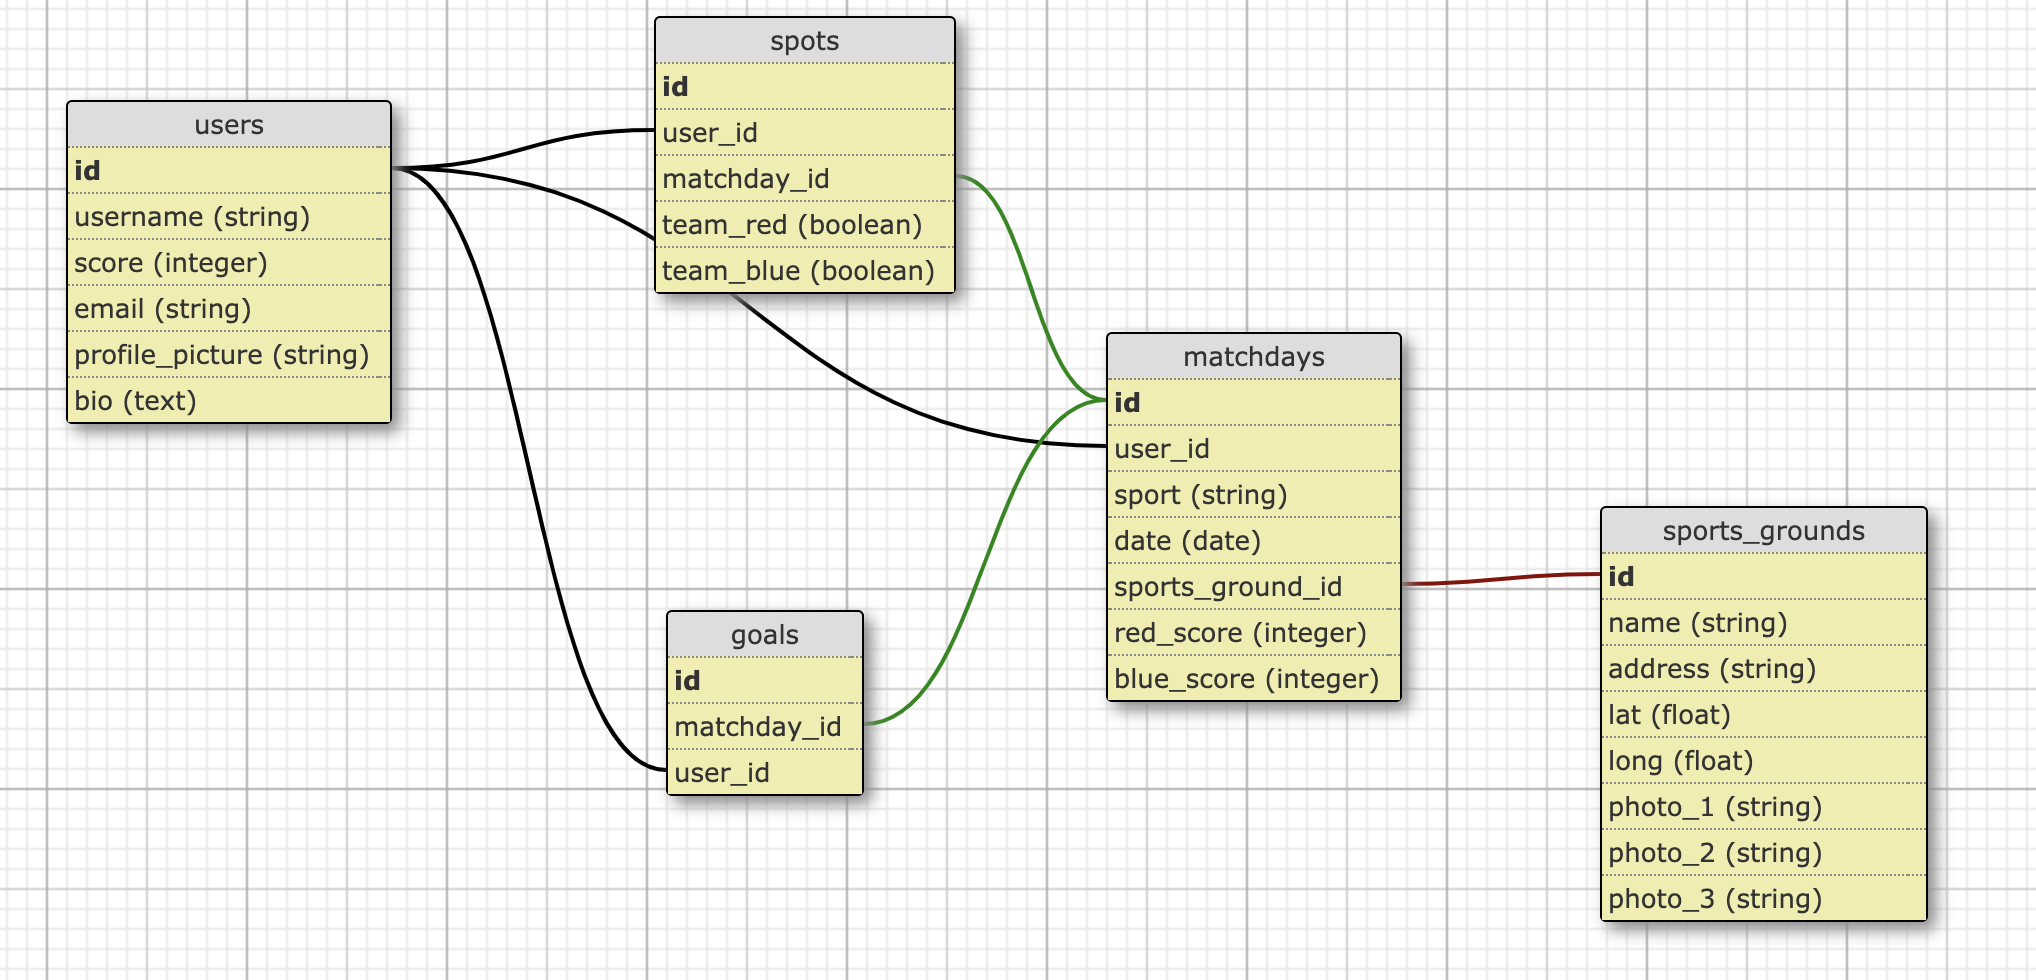 users
id
username (string)
score (integer)
email (string)
profile_picture (string)
bio (text)
spots
id
user_id
matchday_id
team_red (boolean)
team_blue (boolean)
goals
id
matchday_id
user_id
matchdays
id
user_id
sport (string)
date (date)
sports_ground_id
red_score (integer)
blue_score (integer)
sports_grounds
id
name (string)
address (string)
lat (float)
long (float)
photo_1 (string)
photo_2 (string)
photo_3 (string)